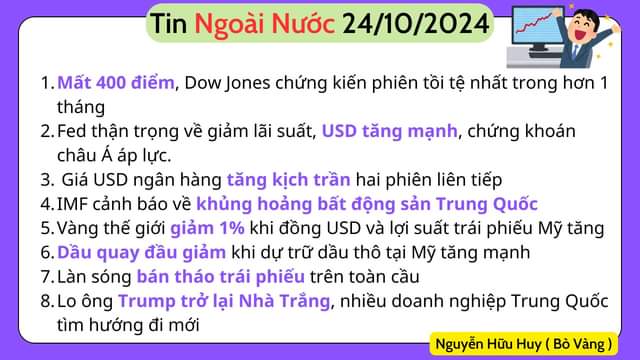 Tin Ngoài Nước 24/10/2024
1. Mất 400 điểm, Dow Jones chứng kiến phiên tồi tệ nhất trong hơn 1
tháng
2. Fed thận trọng về giảm lãi suất, USD tăng mạnh, chứng khoán
châu Á áp lực.
3. Giá USD ngân hàng tăng kịch trần hai phiên liên tiếp
4. IMF cảnh báo về khủng hoảng bất động sản Trung Quốc
5. Vàng thế giới giảm 1% khi đồng USD và lợi suất trái phiếu Mỹ tăng
6. Dầu quay đầu giảm khi dự trữ dầu thô tại Mỹ tăng mạnh
7. Làn sóng bán tháo trái phiếu trên toàn cầu
8. Lo ông Trump trở lại Nhà Trắng, nhiều doanh nghiệp Trung Quốc
tìm hướng đi mới
Nguyễn Hữu Huy ( Bò Vàng )